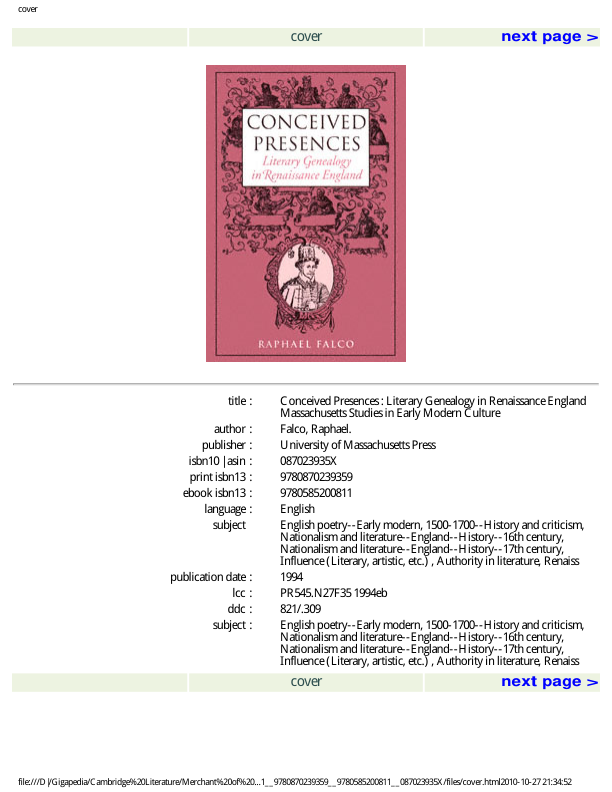 cover
cover
next page >
CONCEIVED
PRESENCES
Literary Genealogy
in Renaissance England
RAPHAEL FALCO
title : Conceived Presences : Literary Genealogy in Renaissance England
Massachusetts Studies in Early Modern Culture
author : Falco, Raphael.
publisher : University of Massachusetts Press
isbn10 | asin : 087023935X
print isbn13 : 9780870239359
ebook isbn13 : 9780585200811
language : English
subject English poetry--Early modern, 1500-1700--History and criticism,
Nationalism and literature--England--History--16th century,
Nationalism and literature--England--History--17th century,
Influence (Literary, artistic, etc.) , Authority in literature, Renaiss
publication date : 1994
lcc : PR545.N27F35 1994eb
ddc : 821/.309
subject : English poetry--Early modern, 1500-1700--History and criticism,
Nationalism and literature--England--History--16th century,
Nationalism and literature--England--History--17th century,
Influence (Literary, artistic, etc.) , Authority in literature, Renaiss
cover
next page >
file:///D|/Gigapedia/Cambridge%20Literature/Merchant%20of%20...1__9780870239359__9780585200811__087023935X/files/cover.html2010-10-27 21:34:52